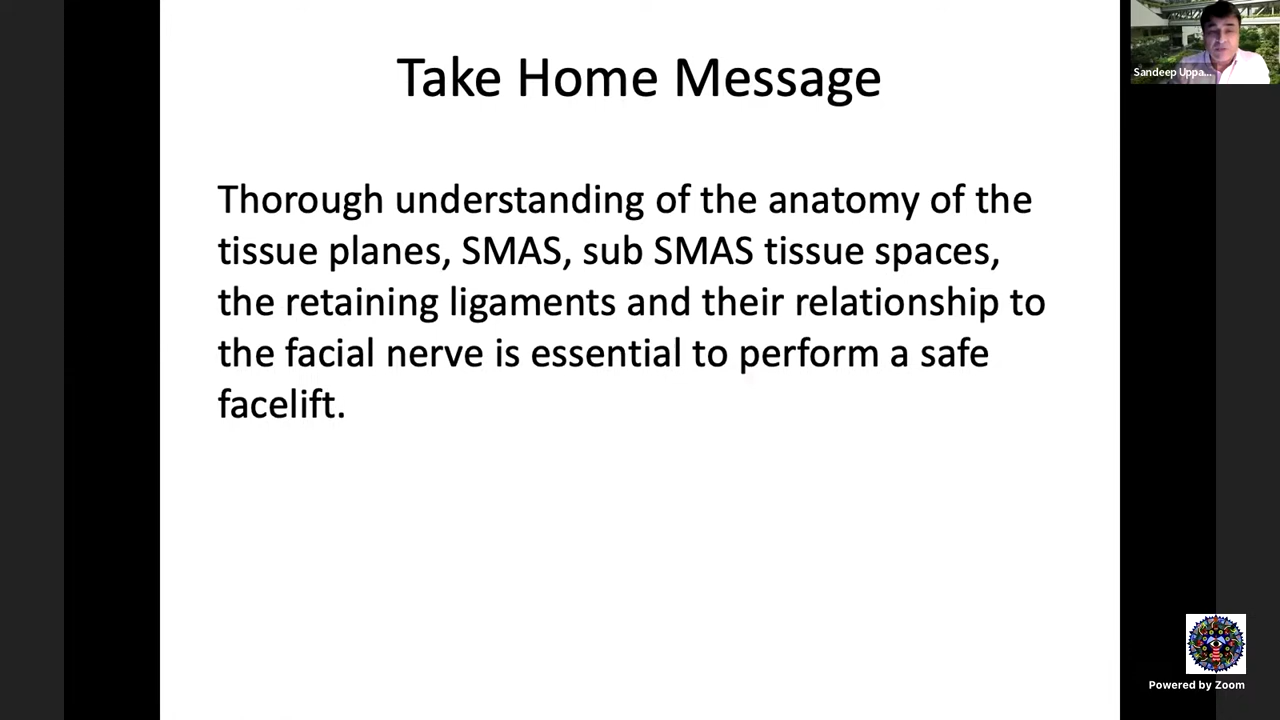 Take Home Message
Sandeep Uppa...
Thorough understanding of the anatomy of the
tissue planes, SMAS, sub SMAS tissue spaces,
the retaining ligaments and their relationship to
the facial nerve is essential to perform a safe
facelift.
Powered by Zoom